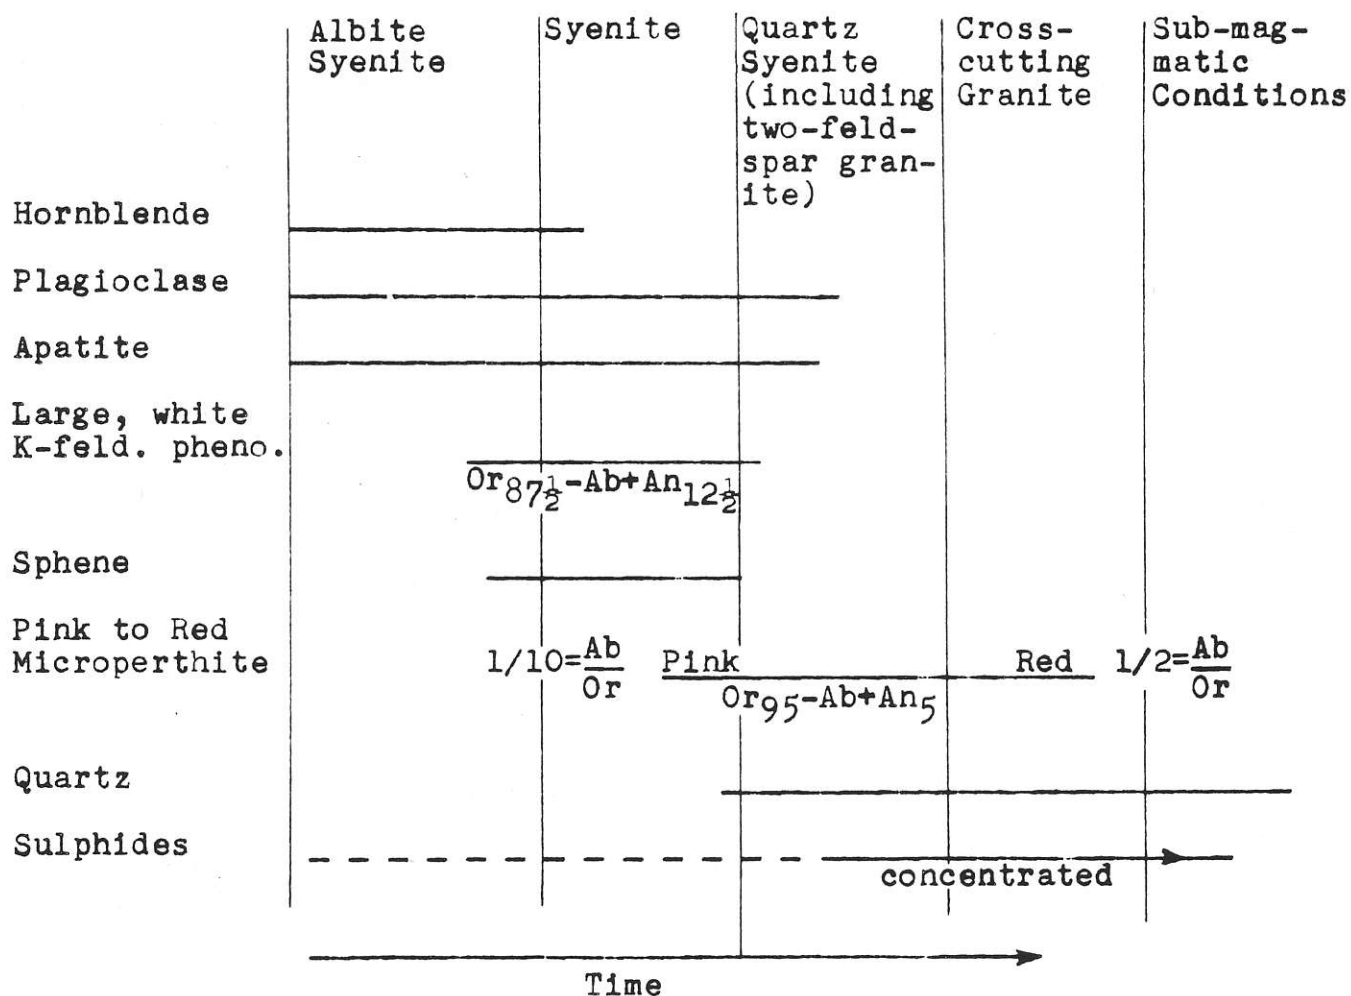 Albite
Syenite
Syenite
Quartz
Syenite
(including
two-feld-
spar gran-
ite)
Cross-
cutting
Granite
Sub-mag-
matic
Conditions
Hornblende
Plagioclase
Apatite
Large, white
K-feld. pheno.
Or87½-Ab+An12½
Sphene
Pink to Red
Microperthite
1/10=Ab/Or
Pink
Red
1/2=Ab/Or
Or95-Ab+An5
Quartz
Sulphides
concentrated
Time